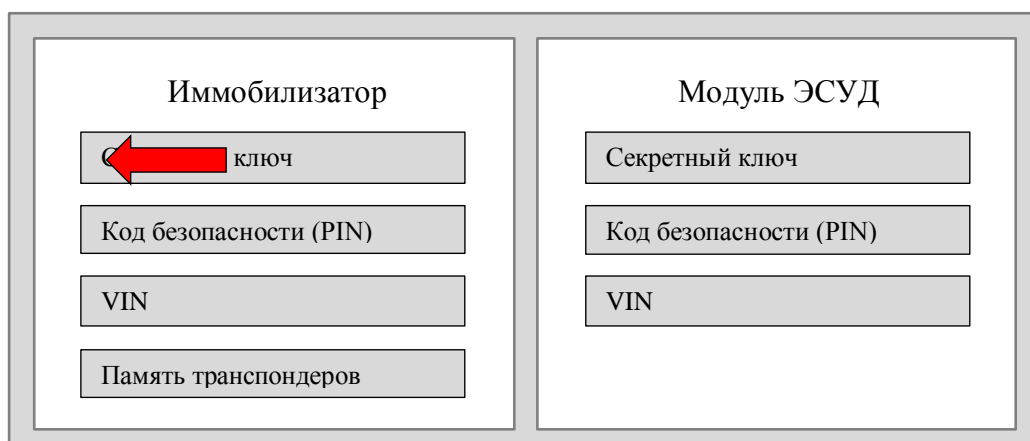 Иммобилизатор
ключ
Код безопасности (PIN)
VIN
Память транспондеров
Модуль ЭСУД
Секретный ключ
Код безопасности (PIN)
VIN